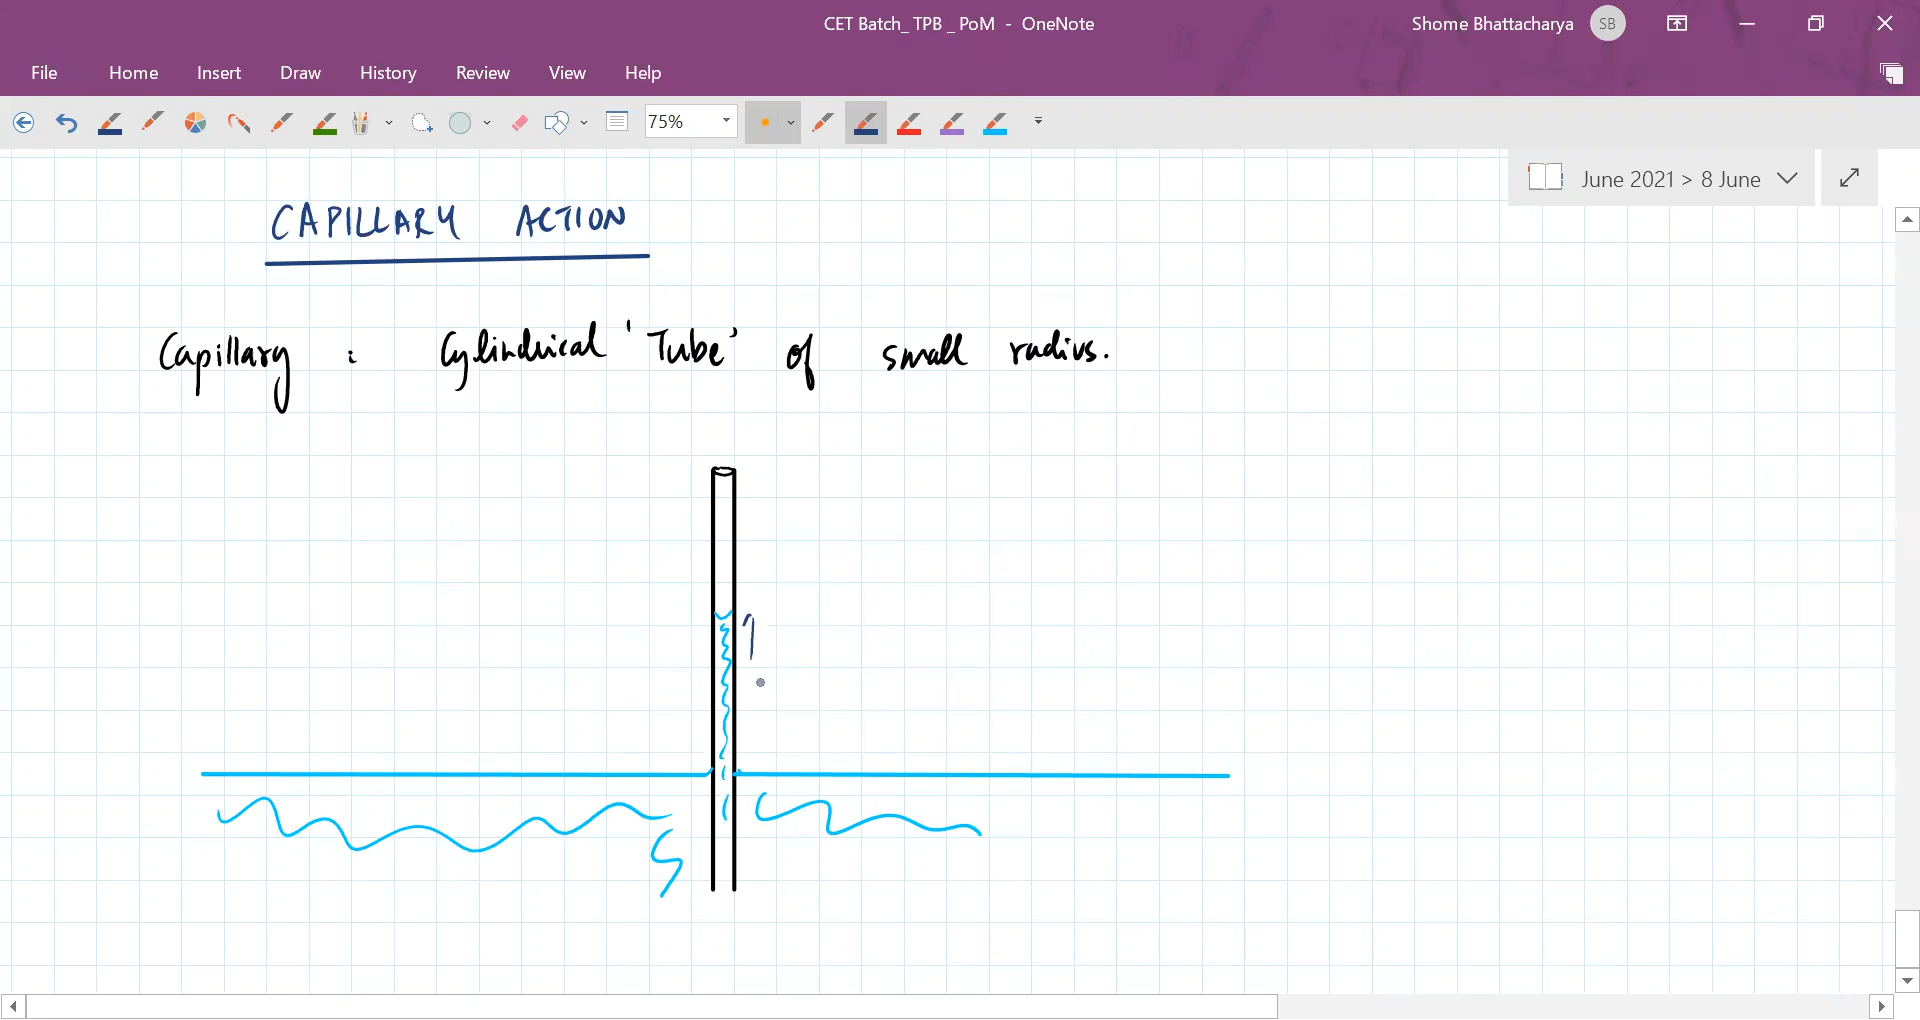 CET Batch_ TPB _ PoM - OneNote
Shome Bhattacharya SB
File Home Insert Draw History Review View Help
75%
June 2021 > 8 June
CAPILLARY ACTION
Capillary : Cylindrical 'Tube' of small radius.